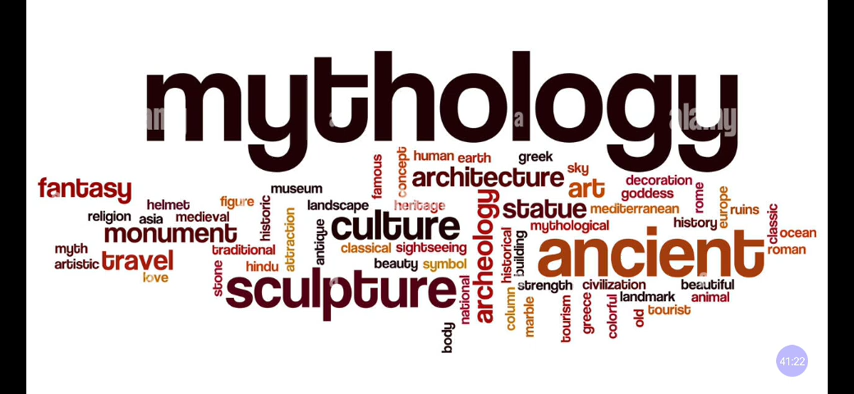 mythology
alamy
a
a
alamy
famous
concept
human
earth
greek
architecture
sky
art
decoration
goddess
rome
fantasy
helmet
figure
museum
landscape
heritage
archeology
statue
mediterranean
europe
ruins
religion
asia
medieval
historic
attraction
antique
culture
mythological
history
classic
ocean
roman
monument
traditional
classical
sightseeing
historical
building
ancient
myth
artistic
travel
love
stone
hindu
beauty
symbol
sculpture
national
column
marble
strength
civilization
beautiful
landmark
animal
tourism
greece
colorful
old
tourist
body
41:22